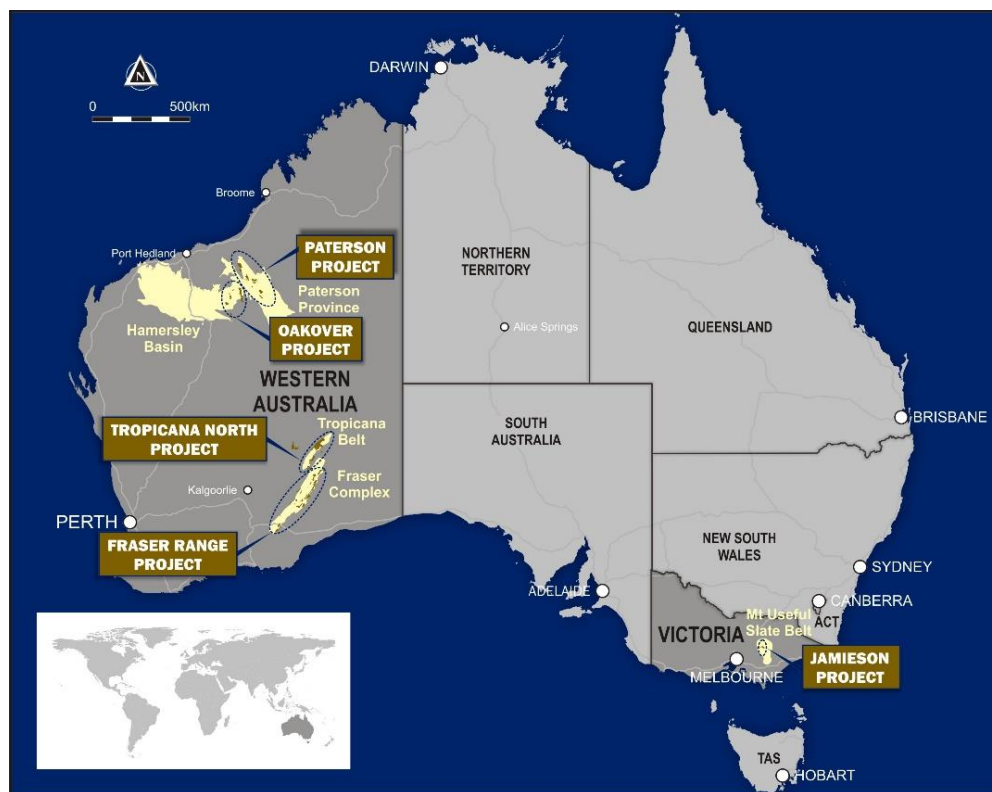 DARWIN
N
0 500km
Broome
Port Hedland
PATERSON
PROJECT
NORTHERN
TERRITORY
Paterson
Province
Hamersley
Basin
OAKOVER
PROJECT
Alice Springs
QUEENSLAND
WESTERN
AUSTRALIA
TROPICANA NORTH
PROJECT
Tropicana
Belt
SOUTH
AUSTRALIA
BRISBANE
Kalgoorlie
Fraser
Complex
PERTH
FRASER RANGE
PROJECT
NEW SOUTH
WALES
SYDNEY
ADELAIDE
CANBERRA
ACT
Mt Useful
Slate Belt
VICTORIA
MELBOURNE
JAMIESON
PROJECT
TAS
HOBART